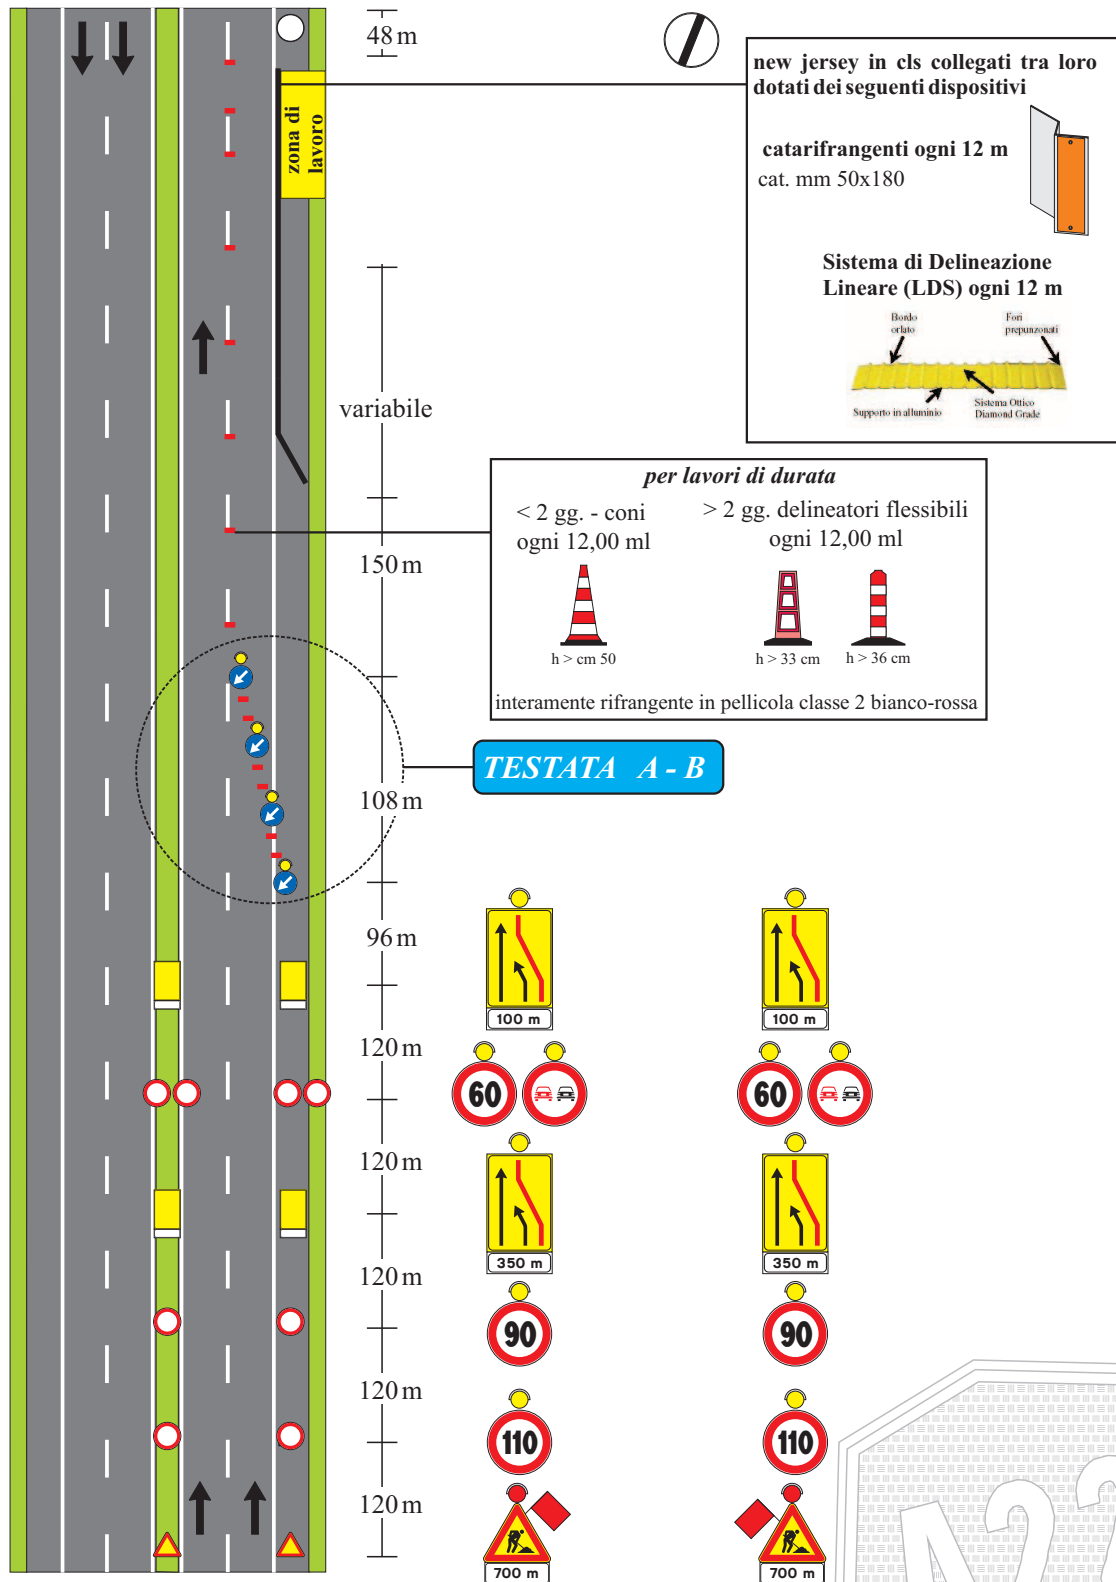 48 m
new jersey in cls collegati tra loro
dotati dei seguenti dispositivi
catarifrangenti ogni 12 m
cat. mm 50x180
Sistema di Delineazione
Lineare (LDS) ogni 12 m
Bordo
orlato
Fori
prepunzonati
Supporto in alluminio
Sistema Ottico
Diamond Grade
zona di
lavoro
variabile
per lavori di durata
< 2 gg. - coni
ogni 12,00 ml
> 2 gg. delineatori flessibili
ogni 12,00 ml
h > cm 50
h > 33 cm
h > 36 cm
interamente rifrangente in pellicola classe 2 bianco-rossa
150 m
TESTATA A - B
108 m
96 m
100 m
100 m
120 m
60
60
120 m
350 m
350 m
120 m
90
90
120 m
110
110
120 m
700 m
700 m
A22